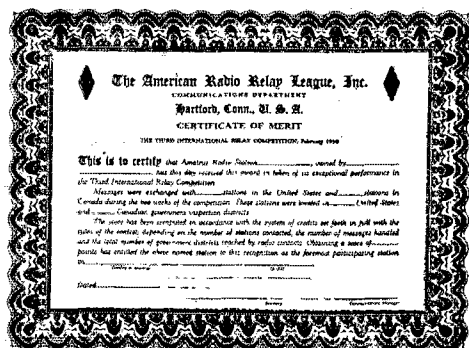 The American Radio Relay League, Inc.
COMMUNICATIONS DEPARTMENT
Hartford, Conn., U. S. A.
CERTIFICATE OF MERIT
THE THIRD INTERNATIONAL RELAY COMPETITION, February 1930
This is to certify that Amateur Radio Station owned by
has this day received this award in token of its exceptional performance in
the Third International Relay Competition
Messages were exchanged with stations in the United States and stations in
Canada during the two weeks of the competition. These stations were located in United States
and Canadian government inspection districts
The score has been computed in accordance with the system of credits set forth in full with the
rules of the contest, depending on the number of stations contacted, the number of messages handled
and the total number of government districts reached by radio contacts. Obtaining a score of
points has entitled the above named station to this recognition as the foremost participating station
in
Dated
Secretary Communications Manager